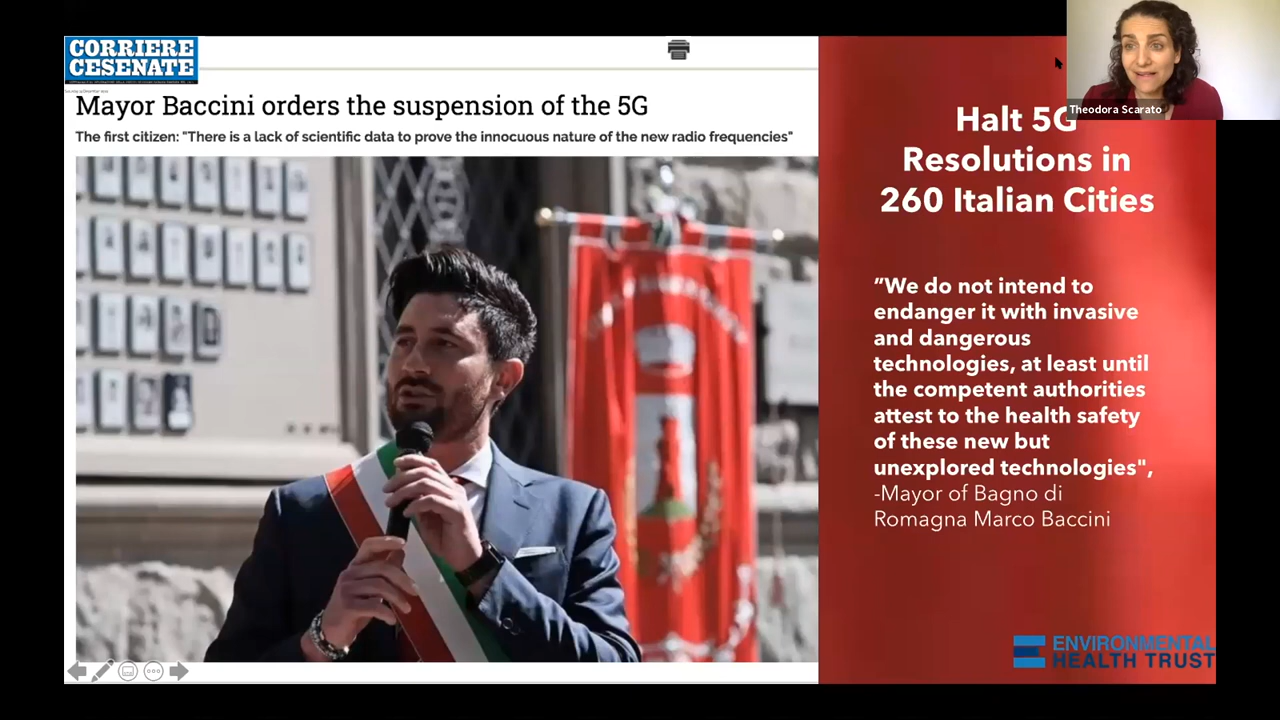 CORRIERE
CESENATE
Mayor Baccini orders the suspension of the 5G
The first citizen: "There is a lack of scientific data to prove the innocuous nature of the new radio frequencies"
Theodora Scarato
Halt 5G
Resolutions in
260 Italian Cities
”We do not intend to
endanger it with invasive
and dangerous
technologies, at least until
the competent authorities
attest to the health safety
of these new but
unexplored technologies",
-Mayor of Bagno di
Romagna Marco Baccini
ENVIRONMENTAL
HEALTH TRUST